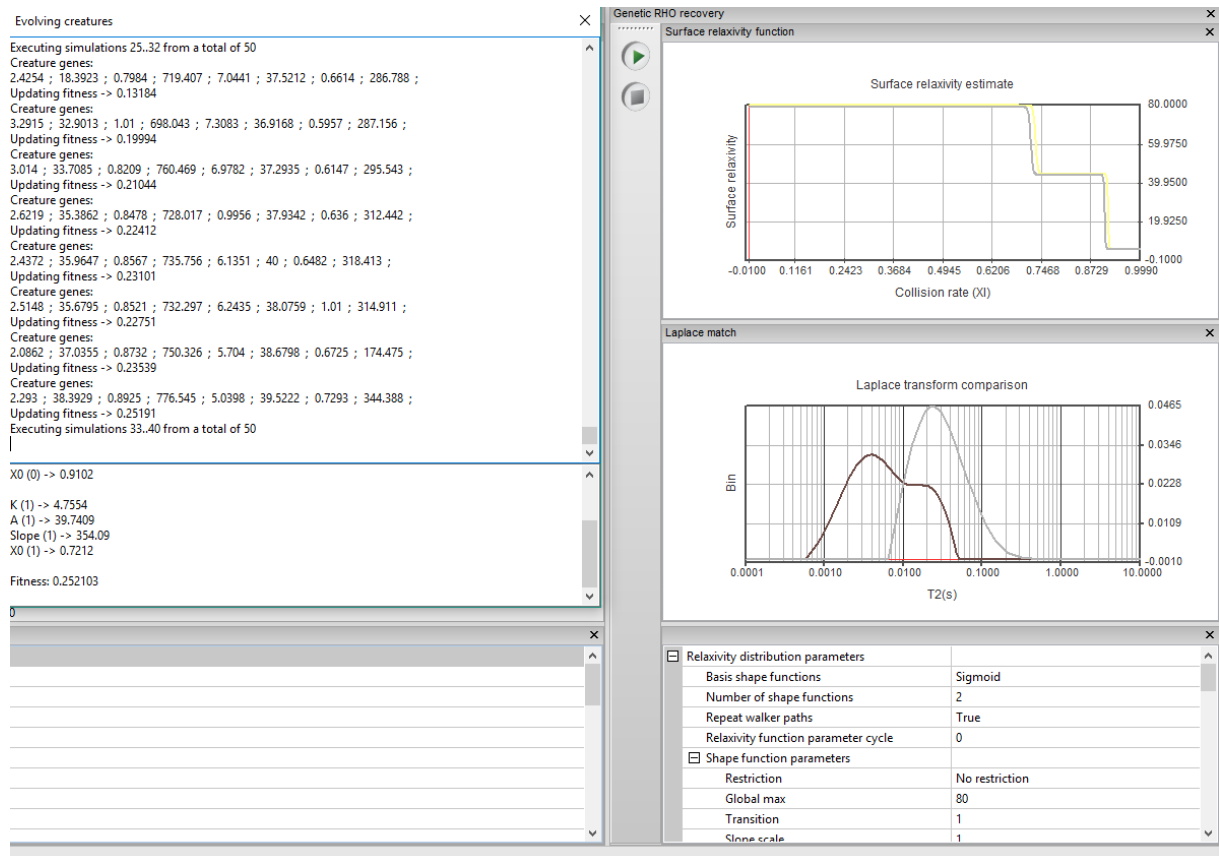 Evolving creatures
Executing simulations 25..32 from a total of 50
Creature genes:
2.4254 ; 18.3923 ; 0.7984 ; 719.407 ; 7.0441 ; 37.5212 ; 0.6614 ; 286.788 ;
Updating fitness -> 0.13184
Creature genes:
3.2915 ; 32.9013 ; 1.01 ; 698.043 ; 7.3083 ; 36.9168 ; 0.5957 ; 287.156 ;
Updating fitness -> 0.19994
Creature genes:
3.014 ; 33.7085 ; 0.8209 ; 760.469 ; 6.9782 ; 37.2935 ; 0.6147 ; 295.543 ;
Updating fitness -> 0.21044
Creature genes:
2.6219 ; 35.3862 ; 0.8478 ; 728.017 ; 0.9956 ; 37.9342 ; 0.636 ; 312.442 ;
Updating fitness -> 0.22412
Creature genes:
2.4372 ; 35.9647 ; 0.8567 ; 735.756 ; 6.1351 ; 40 ; 0.6482 ; 318.413 ;
Updating fitness -> 0.23101
Creature genes:
2.5148 ; 35.6795 ; 0.8521 ; 732.297 ; 6.2435 ; 38.0759 ; 1.01 ; 314.911 ;
Updating fitness -> 0.22751
Creature genes:
2.0862 ; 37.0355 ; 0.8732 ; 750.326 ; 5.704 ; 38.6798 ; 0.6725 ; 174.475 ;
Updating fitness -> 0.23539
Creature genes:
2.293 ; 38.3929 ; 0.8925 ; 776.545 ; 5.0398 ; 39.5222 ; 0.7293 ; 344.388 ;
Updating fitness -> 0.25191
Executing simulations 33..40 from a total of 50
X0 (0) -> 0.9102
K (1) -> 4.7554
A (1) -> 39.7409
Slope (1) -> 354.09
X0 (1) -> 0.7212
Fitness: 0.252103
Genetic RHO recovery
Surface relaxivity function
Surface relaxivity estimate
Surface relaxivity
80.0000
59.9750
39.9500
19.9250
-0.1000
-0.0100 0.1161 0.2423 0.3684 0.4945 0.6206 0.7468 0.8729 0.9990
Collision rate (XI)
Laplace match
Laplace transform comparison
Bin
0.0465
0.0346
0.0228
0.0109
-0.0010
0.0001 0.0010 0.0100 0.1000 1.0000 10.0000
T2(s)
Relaxivity distribution parameters
Basis shape functions Sigmoid
Number of shape functions 2
Repeat walker paths True
Relaxivity function parameter cycle 0
Shape function parameters
Restriction No restriction
Global max 80
Transition 1
Slope scale 1